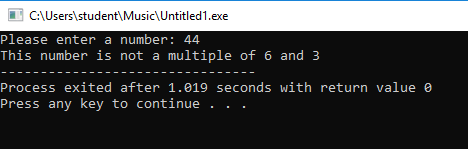 C:\Users\student\Music\Untitled1.exe
Please enter a number: 44
This number is not a multiple of 6 and 3
--------------------------------
Process exited after 1.019 seconds with return value 0
Press any key to continue . . .